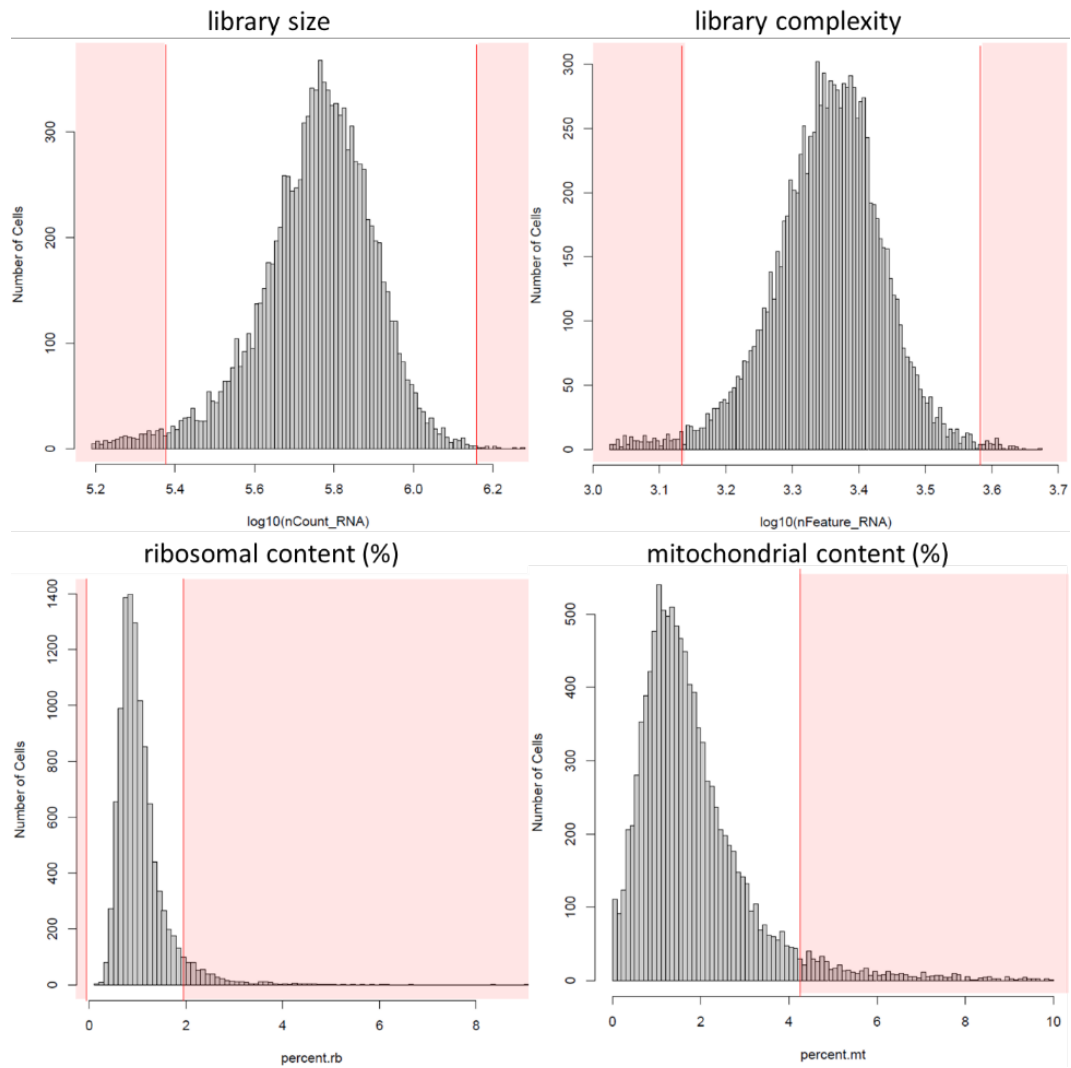 library size
Number of Cells
0
100
200
300
5.2 5.4 5.6 5.8 6.0 6.2
log10(nCount_RNA)
library complexity
Number of Cells
0
50
100
150
200
250
300
3.0 3.1 3.2 3.3 3.4 3.5 3.6 3.7
log10(nFeature_RNA)
ribosomal content (%)
Number of Cells
0
200
400
600
800
1000
1200
1400
0 2 4 6 8
percent.rb
mitochondrial content (%)
Number of Cells
0
100
200
300
400
500
0 2 4 6 8 10
percent.mt